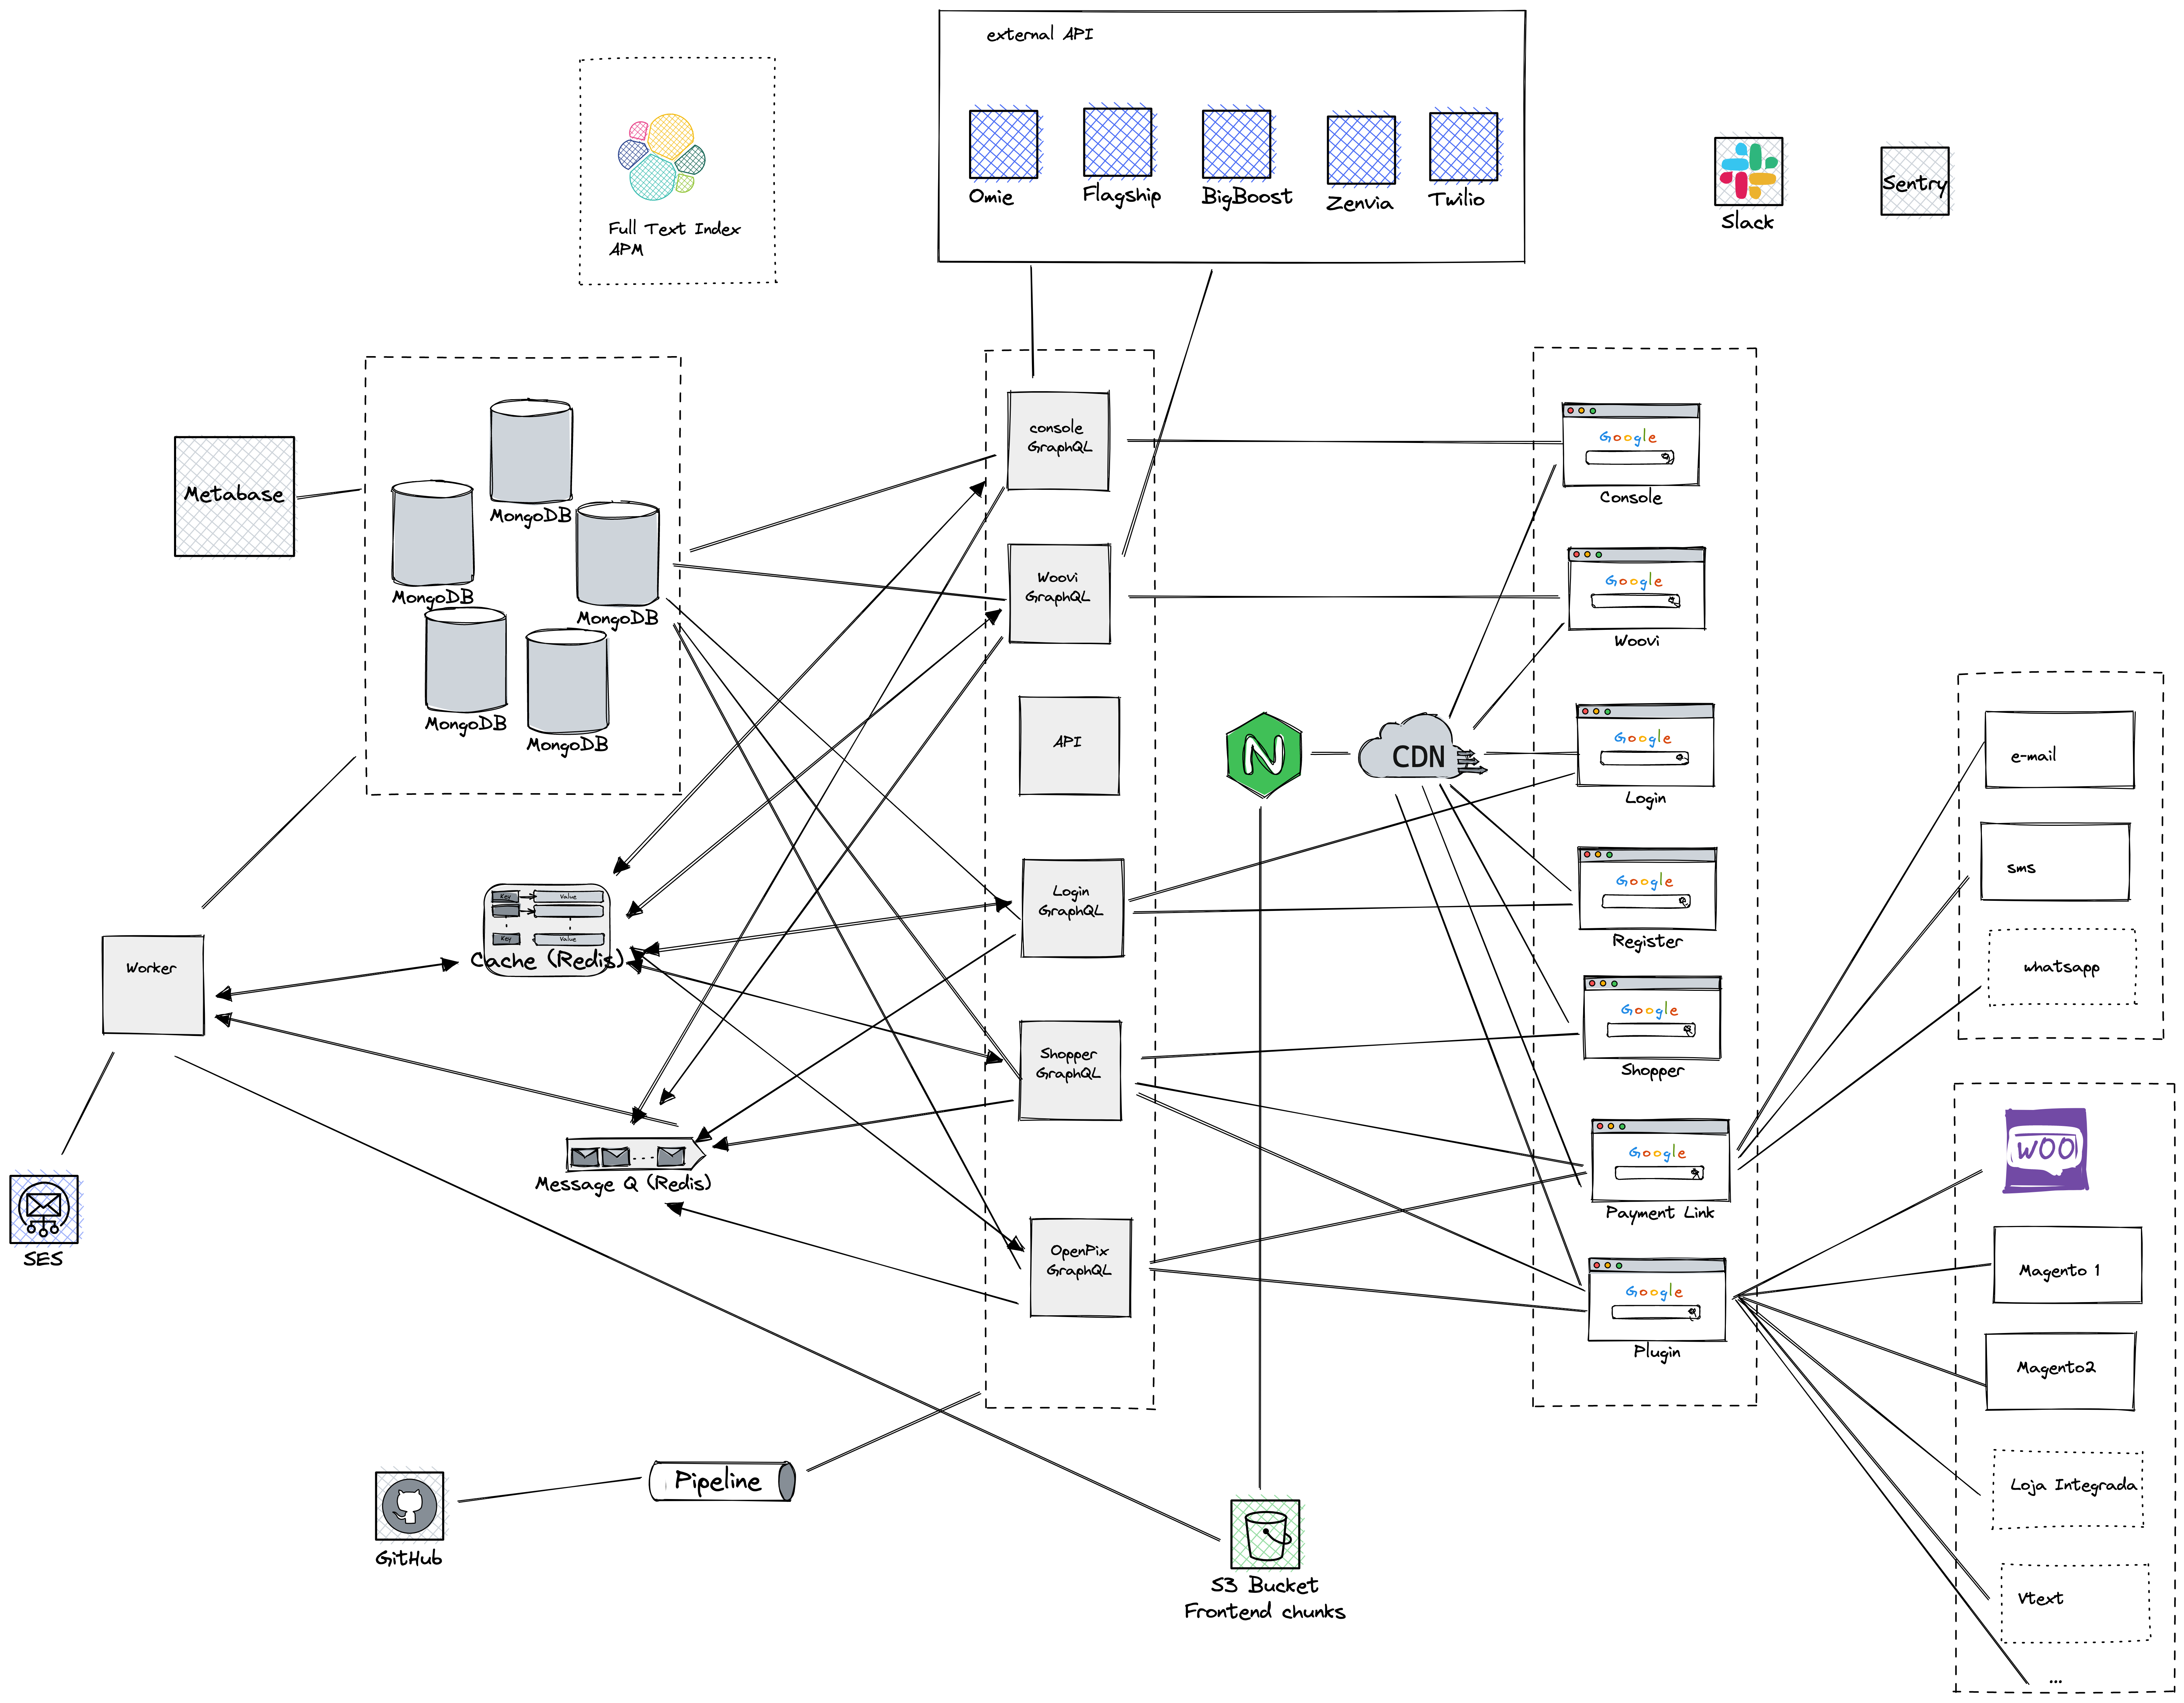 external API
Omie
Flagship
BigBoost
Zenvia
Twilio
Full Text Index
APM
Slack
Sentry
Metabase
MongoDB
MongoDB
MongoDB
MongoDB
MongoDB
console
GraphQL
Woovi
GraphQL
API
Login
GraphQL
Shopper
GraphQL
OpenPix
GraphQL
N
CDN
Google
Console
Google
Woovi
Google
Login
Google
Register
Google
Shopper
Google
Payment Link
Google
Plugin
e-mail
sms
whatsapp
WOO
Magento 1
Magento2
Loja Integrada
Vtext
...
Worker
Key
Value
Key
Value
Cache (Redis)
Message Q (Redis)
SES
GitHub
Pipeline
S3 Bucket
Frontend chunks